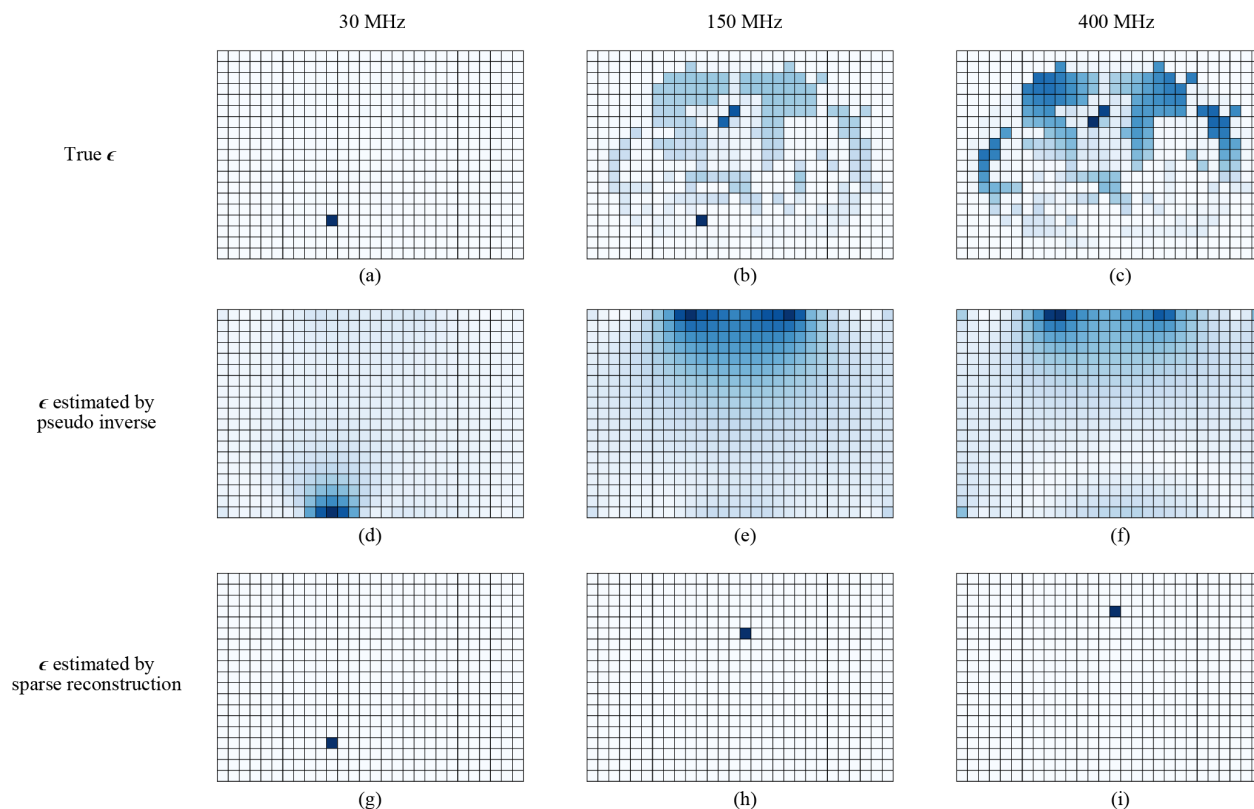 30 MHz
150 MHz
400 MHz
True ϵ
(a)
(b)
(c)
ϵ estimated by
pseudo inverse
(d)
(e)
(f)
ϵ estimated by
sparse reconstruction
(g)
(h)
(i)